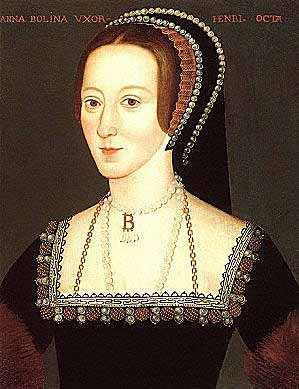 ANNA BOLINA VXOR- HENRI· OCTA
B